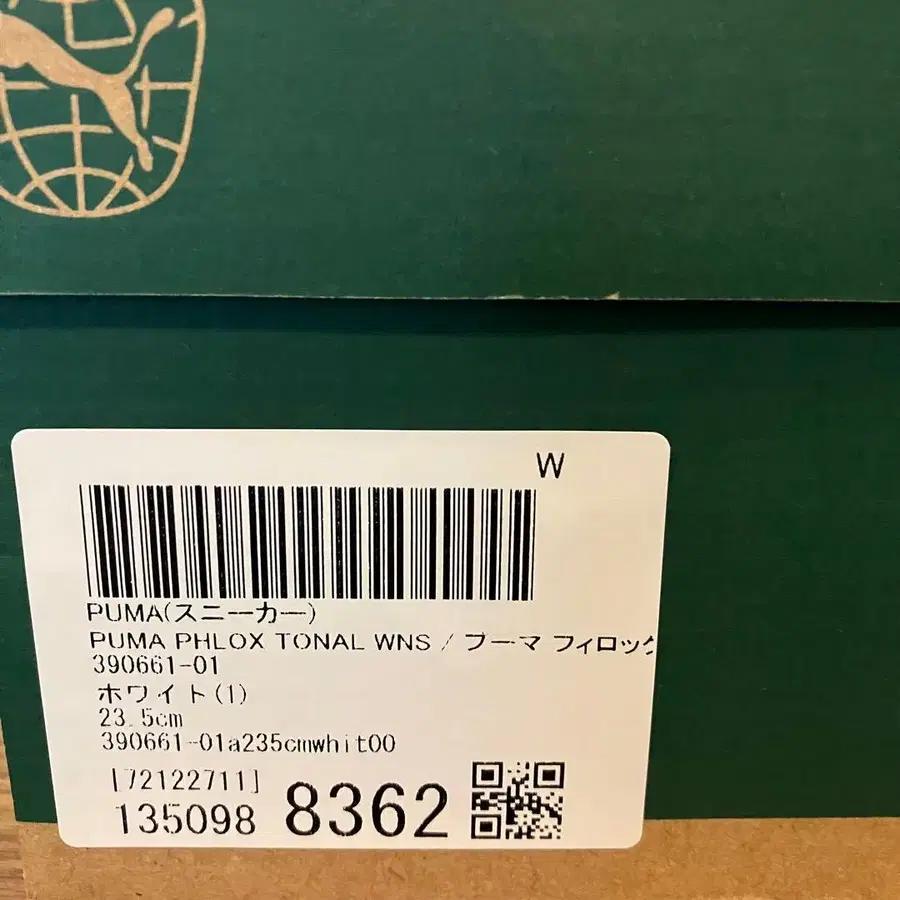 W
PUMA(スニーカー)
PUMA PHLOX TONAL WNS / プーマ フィロック
390661-01
ホワイト(1)
23.5cm
390661-01a235cmwhit00
[72122711]
135098 8362